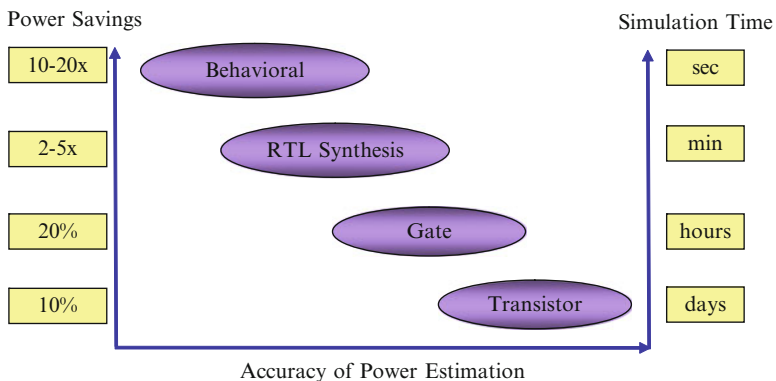 Power Savings
Simulation Time
10-20x
Behavioral
sec
2-5x
RTL Synthesis
min
20%
Gate
hours
10%
Transistor
days
Accuracy of Power Estimation